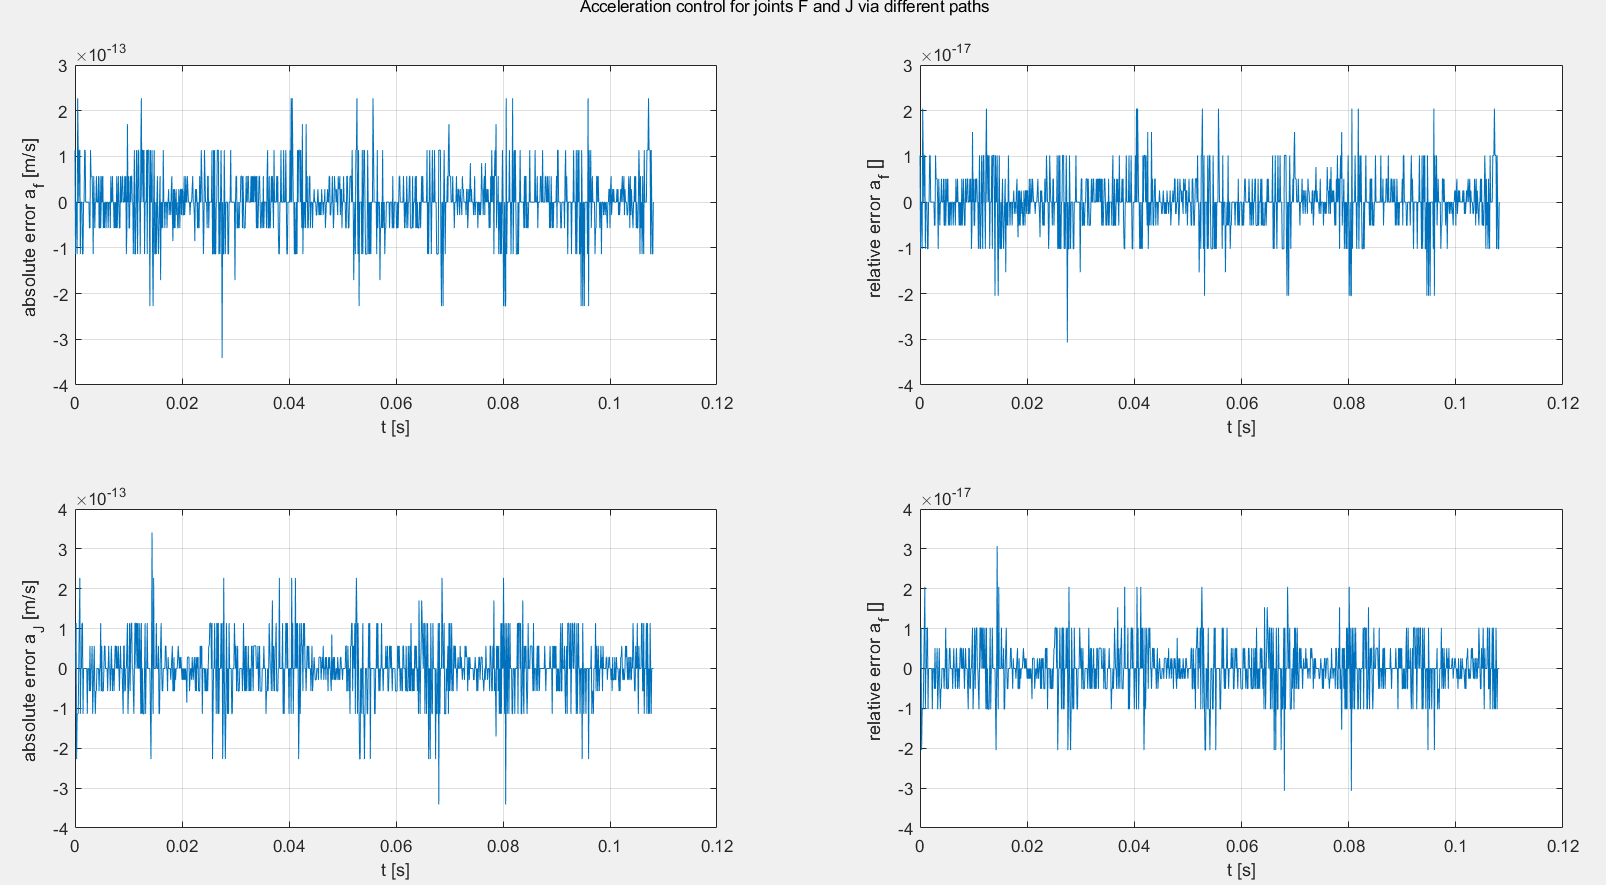 Acceleration control for joints F and J via different paths
×10^-13
3
2
1
0
-1
-2
-3
-4
absolute error a_f [m/s]
0 0.02 0.04 0.06 0.08 0.1 0.12
t [s]
×10^-17
3
2
1
0
-1
-2
-3
-4
relative error a_f []
0 0.02 0.04 0.06 0.08 0.1 0.12
t [s]
×10^-13
4
3
2
1
0
-1
-2
-3
-4
absolute error a_J [m/s]
0 0.02 0.04 0.06 0.08 0.1 0.12
t [s]
×10^-17
4
3
2
1
0
-1
-2
-3
-4
relative error a_f []
0 0.02 0.04 0.06 0.08 0.1 0.12
t [s]